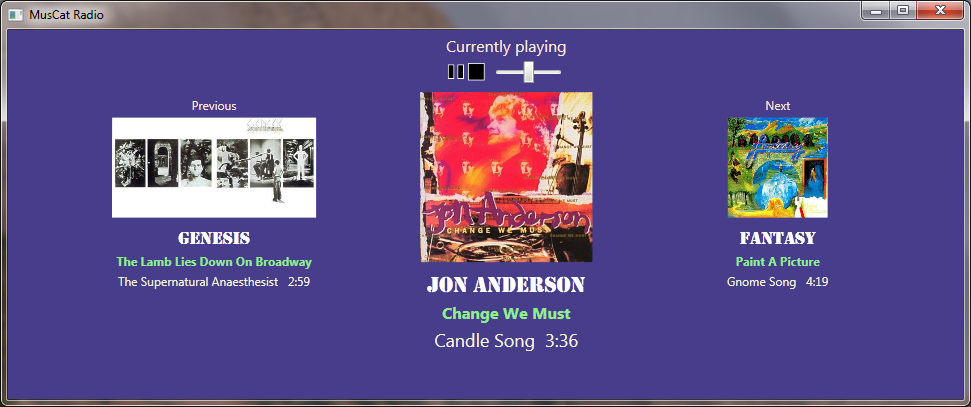 MusCat Radio
Currently playing
Previous
GENESIS
The Lamb Lies Down On Broadway
The Supernatural Anaesthesist 2:59
Jon Anderson
CHANGE WE MUST
JON ANDERSON
Change We Must
Candle Song 3:36
Next
FANTASY
Paint A Picture
Gnome Song 4:19